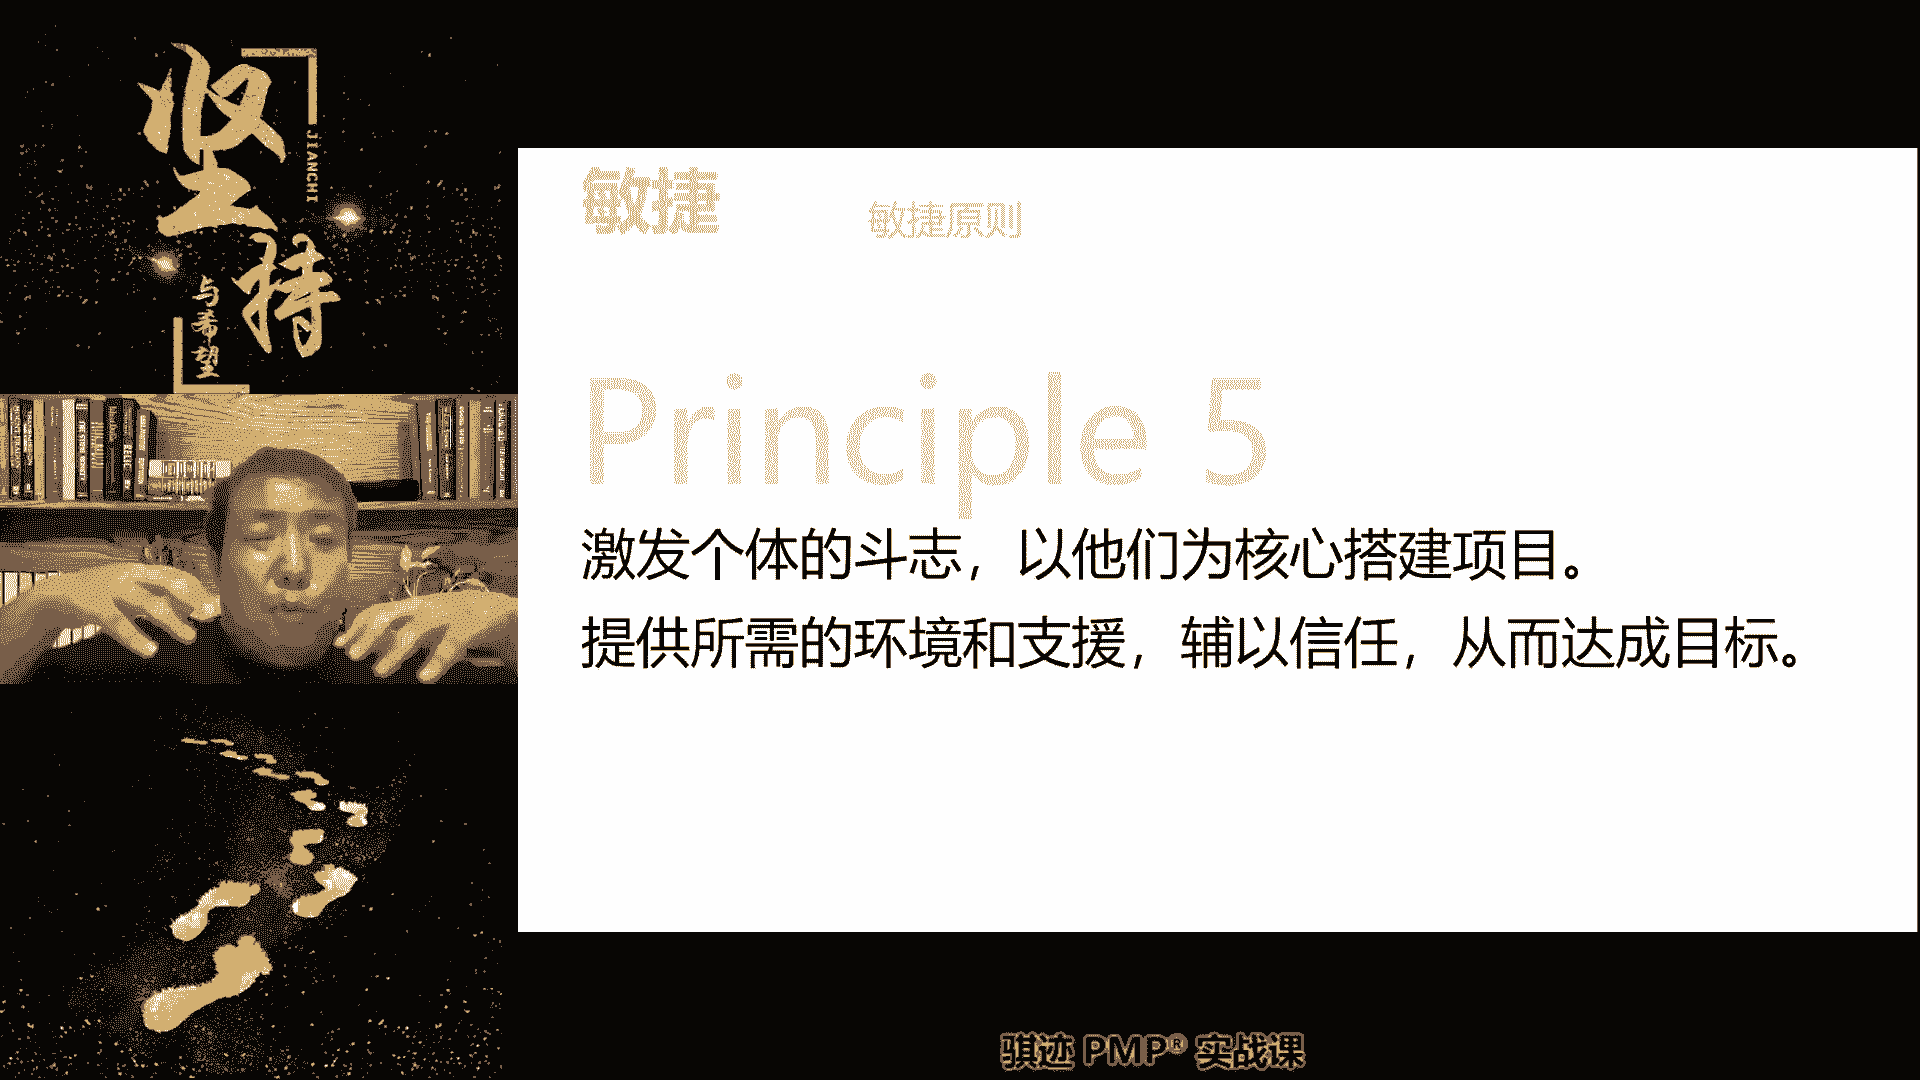 坚持
JIANCHI
与希望
敏捷
敏捷原则
Principle 5
激发个体的斗志，以他们为核心搭建项目。
提供所需的环境和支援，辅以信任，从而达成目标。
骐迹 PMP® 实战课